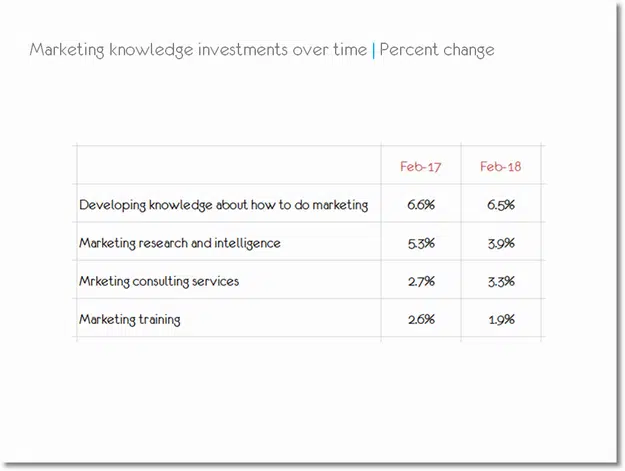 Marketing knowledge investments over time | Percent change
Feb-17 Feb-18
Developing knowledge about how to do marketing 6.6% 6.5%
Marketing research and intelligence 5.3% 3.9%
Mrketing consulting services 2.7% 3.3%
Marketing training 2.6% 1.9%